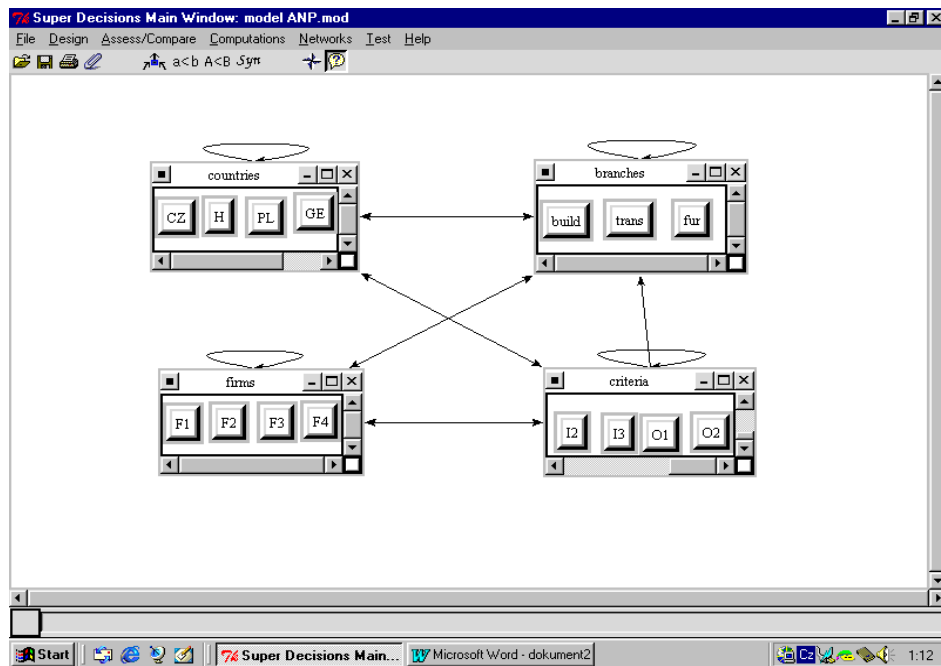 Super Decisions Main Window: model ANP.mod
File Design Assess/Compare Computations Networks Test Help
a<b A<B Syn
countries
CZ H PL GE
branches
build trans fur
firms
F1 F2 F3 F4
criteria
I2 I3 O1 O2
Start Super Decisions Main... Microsoft Word - dokument2 Cz 1:12